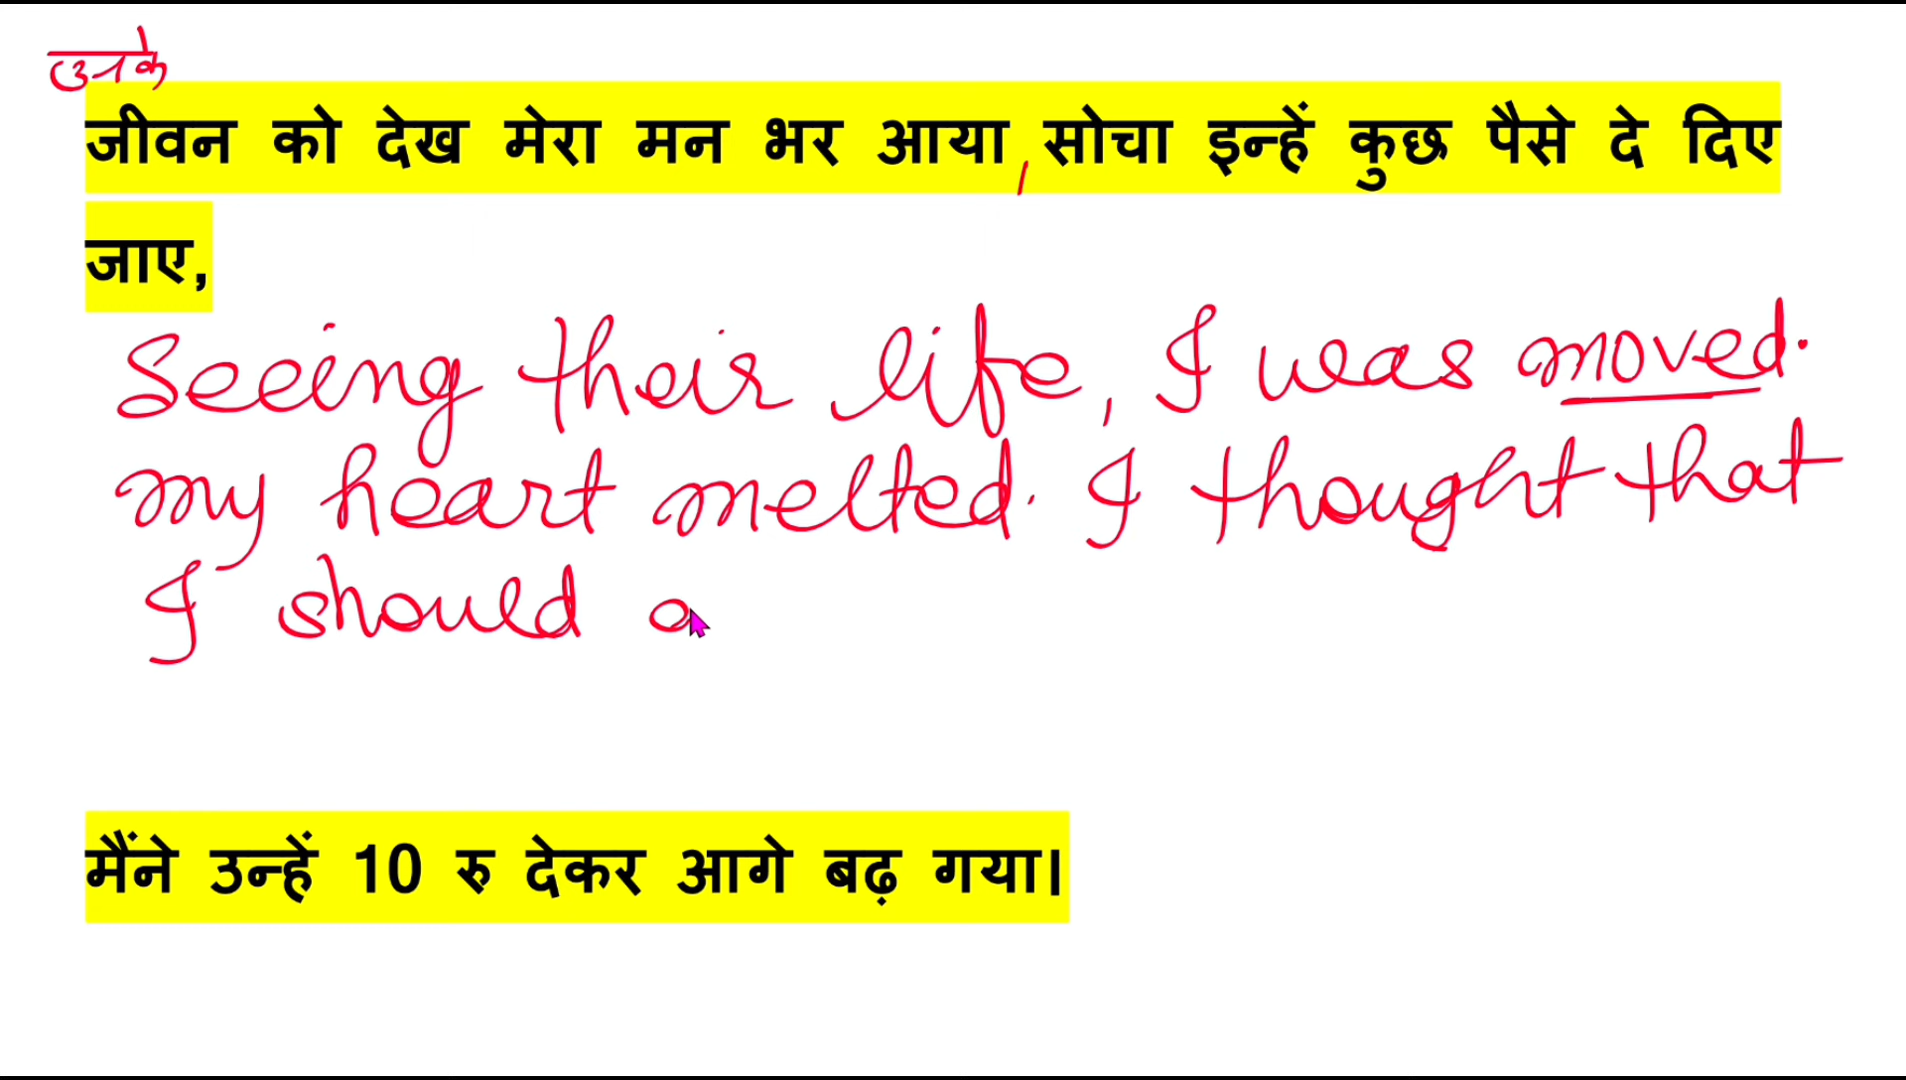 उनके
जीवन को देख मेरा मन भर आया, सोचा इन्हें कुछ पैसे दे दिए
जाए,
Seeing their life, I was moved.
my heart melted. I thought that
I should
मैंने उन्हें 10 रु देकर आगे बढ़ गया।